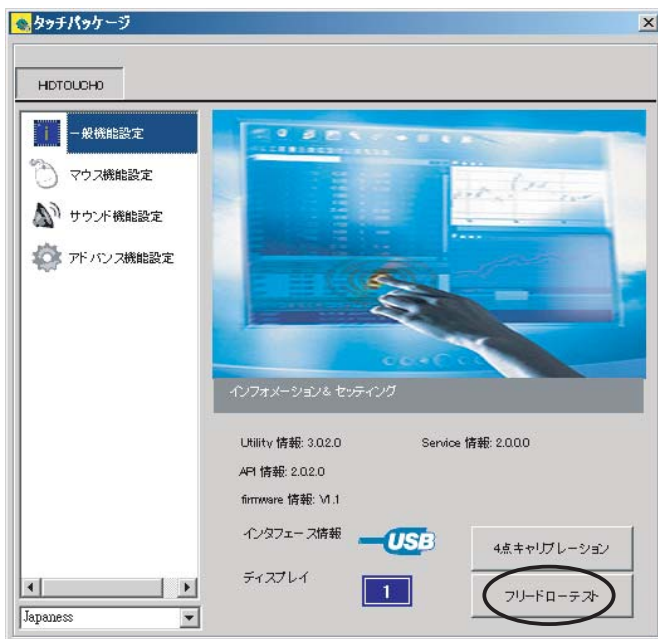 タッチパッケージ
HIDTOUCH0
一般機能設定
マウス機能設定
サウンド機能設定
アドバンス機能設定
インフォメーション& セッティング
Utility 情報: 3.0.2.0
Service 情報: 2.0.0.0
API 情報: 2.0.2.0
firmware 情報: V1.1
インタフェース情報
USB
4点キャリブレーション
ディスプレイ
1
フリードローテスト
Japaness